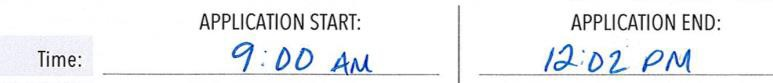 APPLICATION START: APPLICATION END:
Time: 9:00 AM 12:02 PM